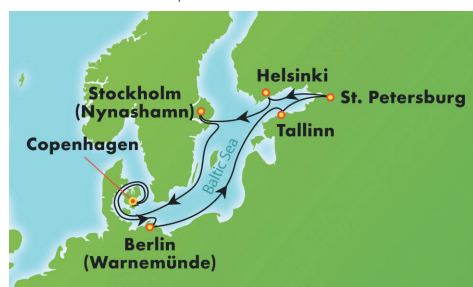 Helsinki
Stockholm
(Nynashamn)
St. Petersburg
Tallinn
Copenhagen
Baltic Sea
Berlin
(Warnemünde)